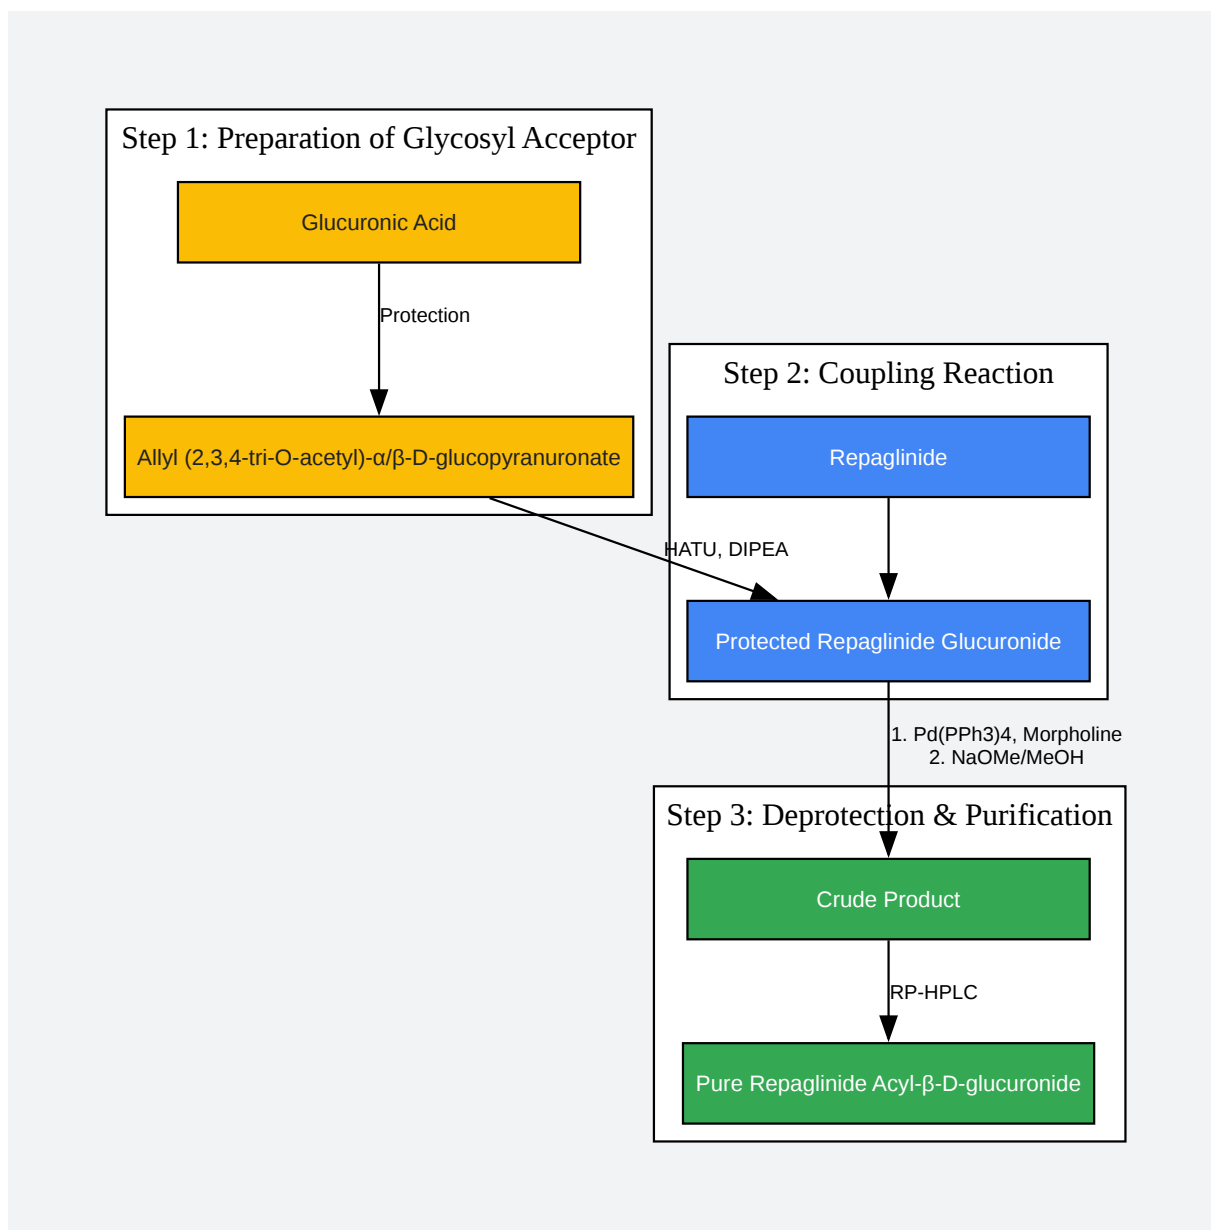 Step 1: Preparation of Glycosyl Acceptor
Glucuronic Acid
Protection
Allyl (2,3,4-tri-O-acetyl)-α/β-D-glucopyranuronate
Step 2: Coupling Reaction
Repaglinide
HATU, DIPEA
Protected Repaglinide Glucuronide
1. Pd(PPh3)4, Morpholine
2. NaOMe/MeOH
Step 3: Deprotection & Purification
Crude Product
RP-HPLC
Pure Repaglinide Acyl-β-D-glucuronide